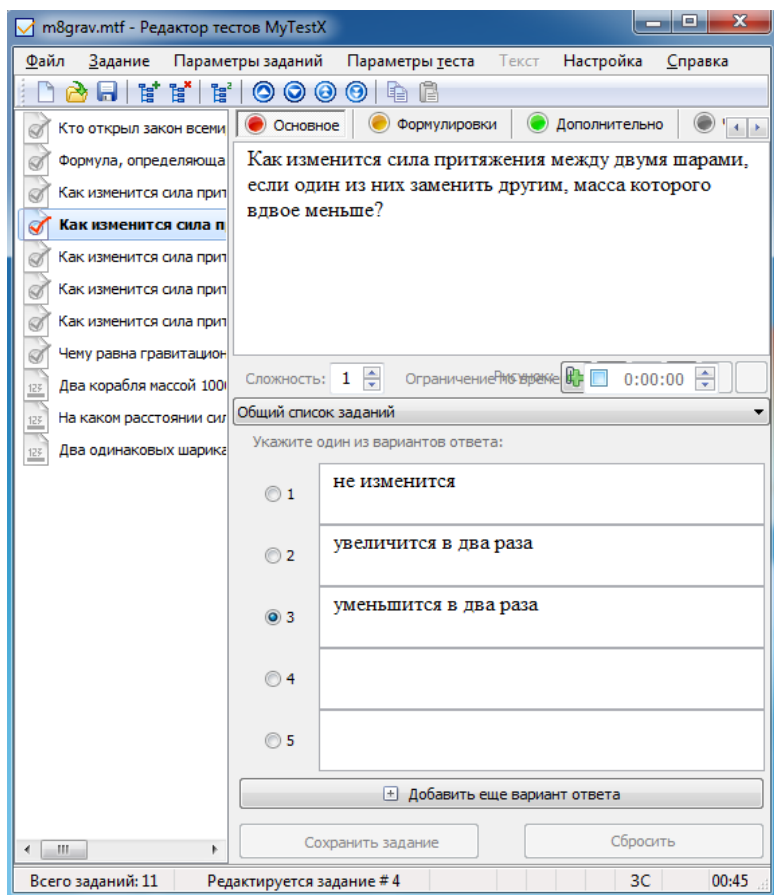 m8grav.mtf - Редактор тестов MyTestX
Файл Задание Параметры заданий Параметры теста Текст Настройка Справка
Кто открыл закон всеми
Формула, определяюща
Как изменится сила прит
Как изменится сила п
Как изменится сила прит
Как изменится сила прит
Как изменится сила прит
Чему равна гравитацион
Два корабля массой 100
На каком расстоянии сил
Два одинаковых шарика
Основное Формулировки Дополнительно
Как изменится сила притяжения между двумя шарами,
если один из них заменить другим, масса которого
вдвое меньше?
Сложность: 1 Ограничение по време 0:00:00
Общий список заданий
Укажите один из вариантов ответа:
1 не изменится
2 увеличится в два раза
3 уменьшится в два раза
4
5
Добавить еще вариант ответа
Сохранить задание Сбросить
Всего заданий: 11 Редактируется задание # 4 ЗС 00:45